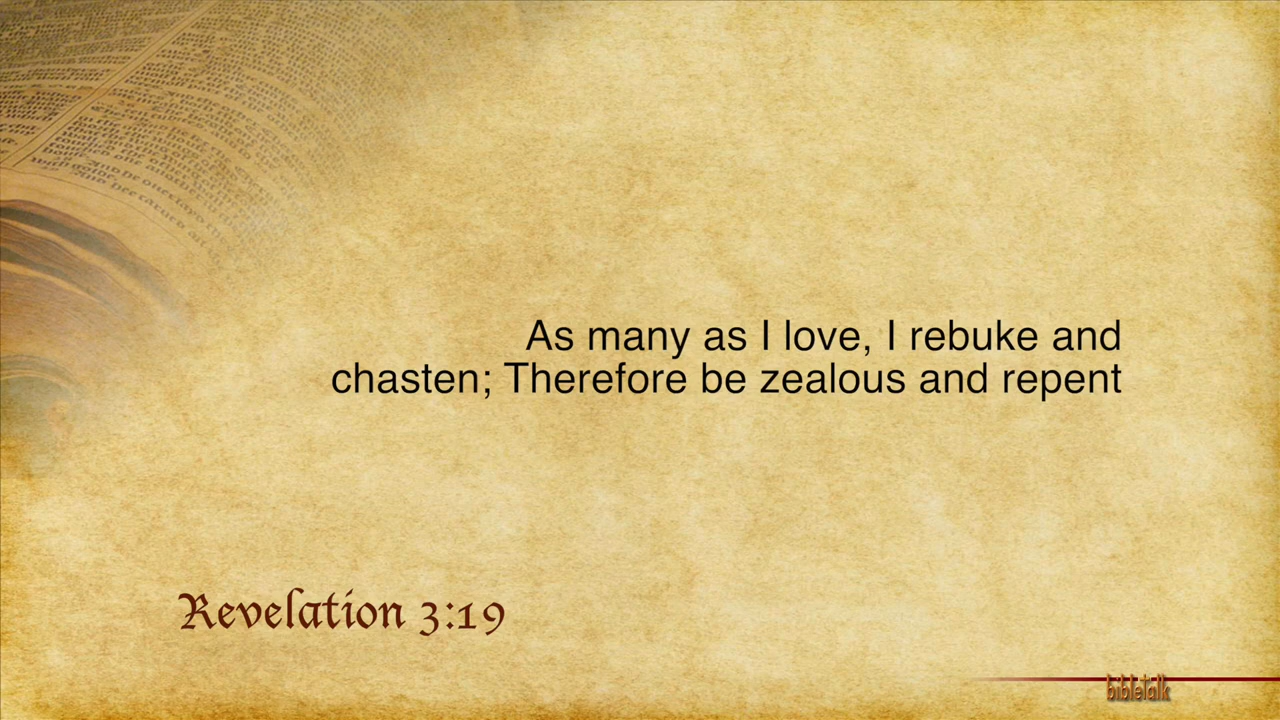 As many as I love, I rebuke and
chasten; Therefore be zealous and repent
Revelation 3:19
bibletalk